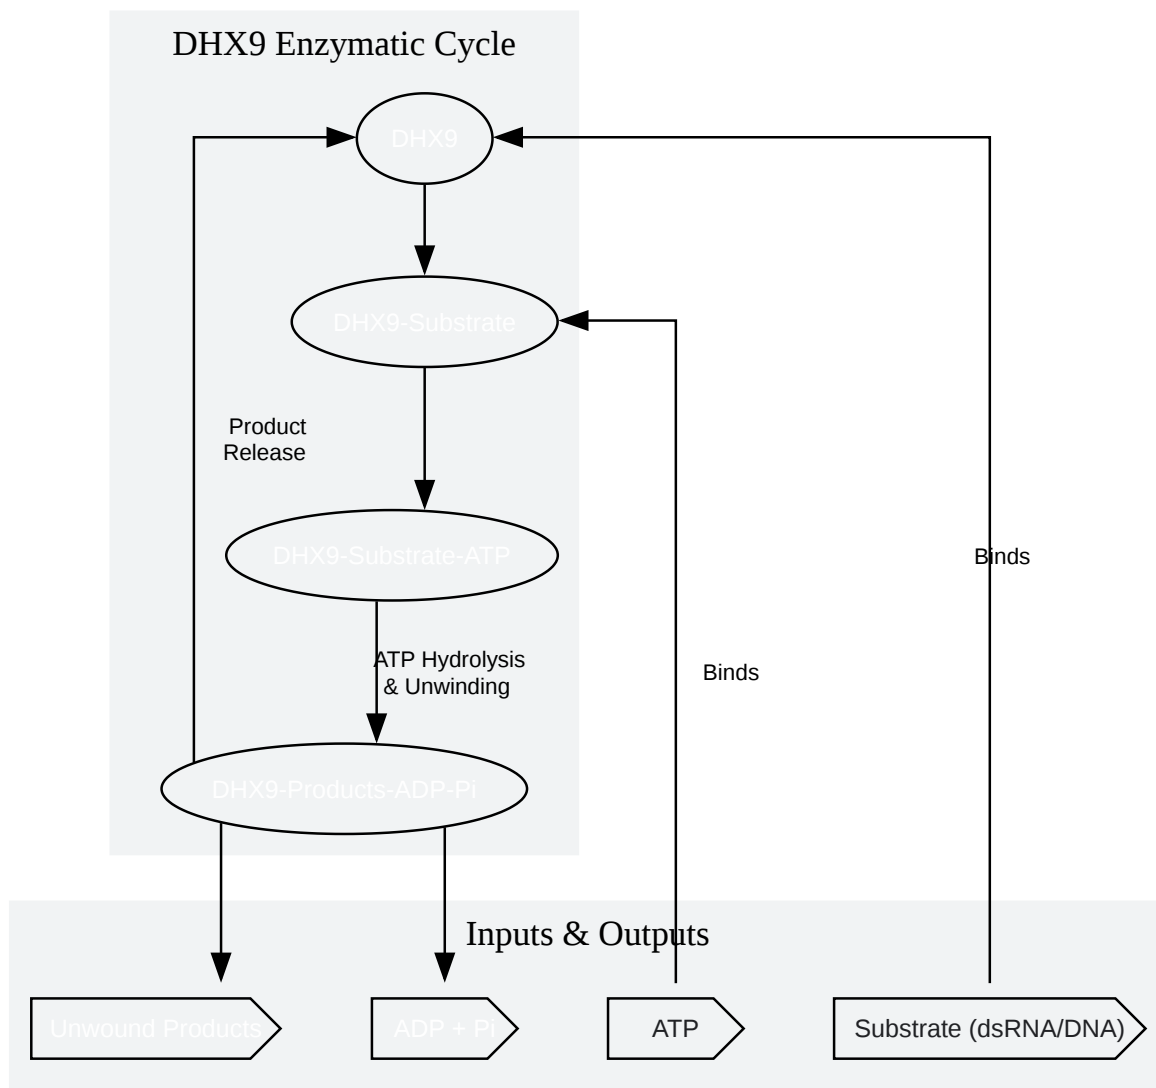 DHX9 Enzymatic Cycle
DHX9
DHX9-Substrate
Product
Release
DHX9-Substrate-ATP
Binds
ATP Hydrolysis
& Unwinding
Binds
DHX9-Products-ADP-Pi
Inputs & Outputs
Unwound Products
ADP + Pi
ATP
Substrate (dsRNA/DNA)